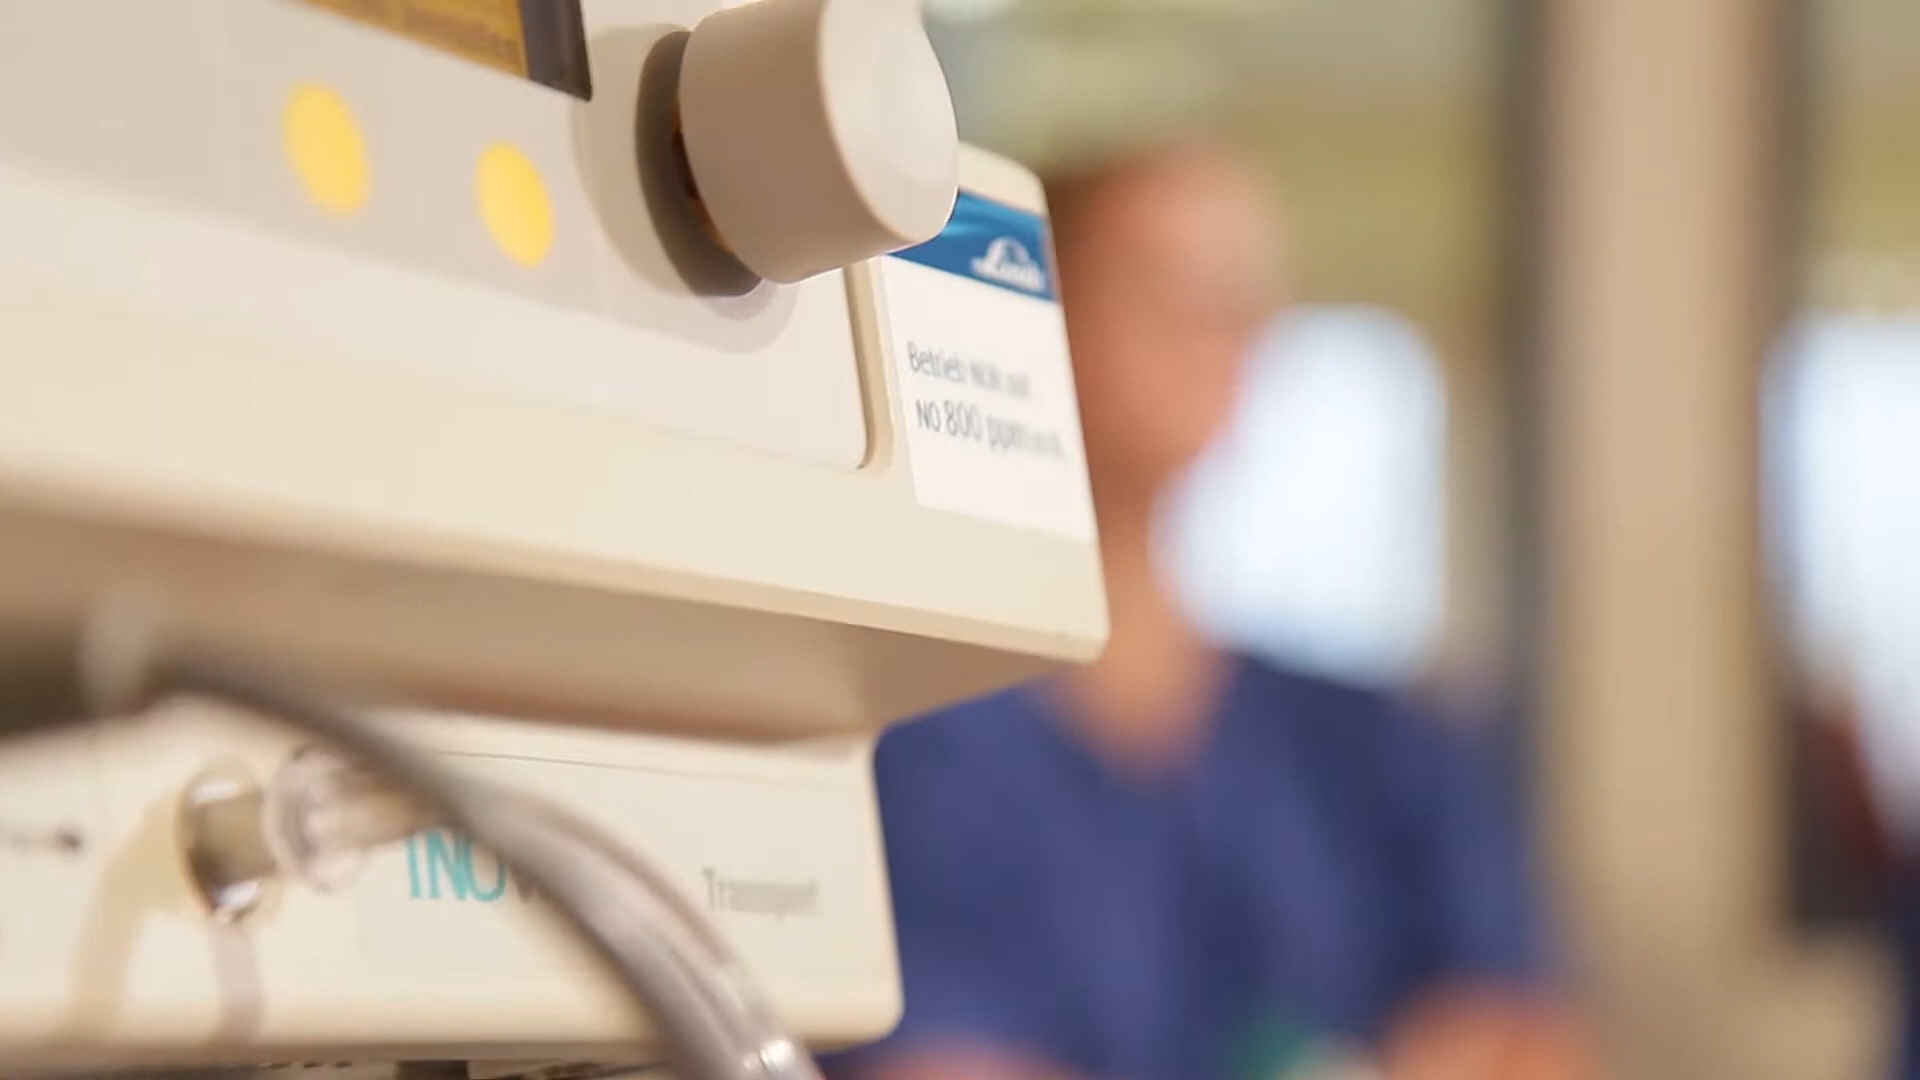 Linde
Betrieb NUR mit
NO 800 ppm
INO
Transport